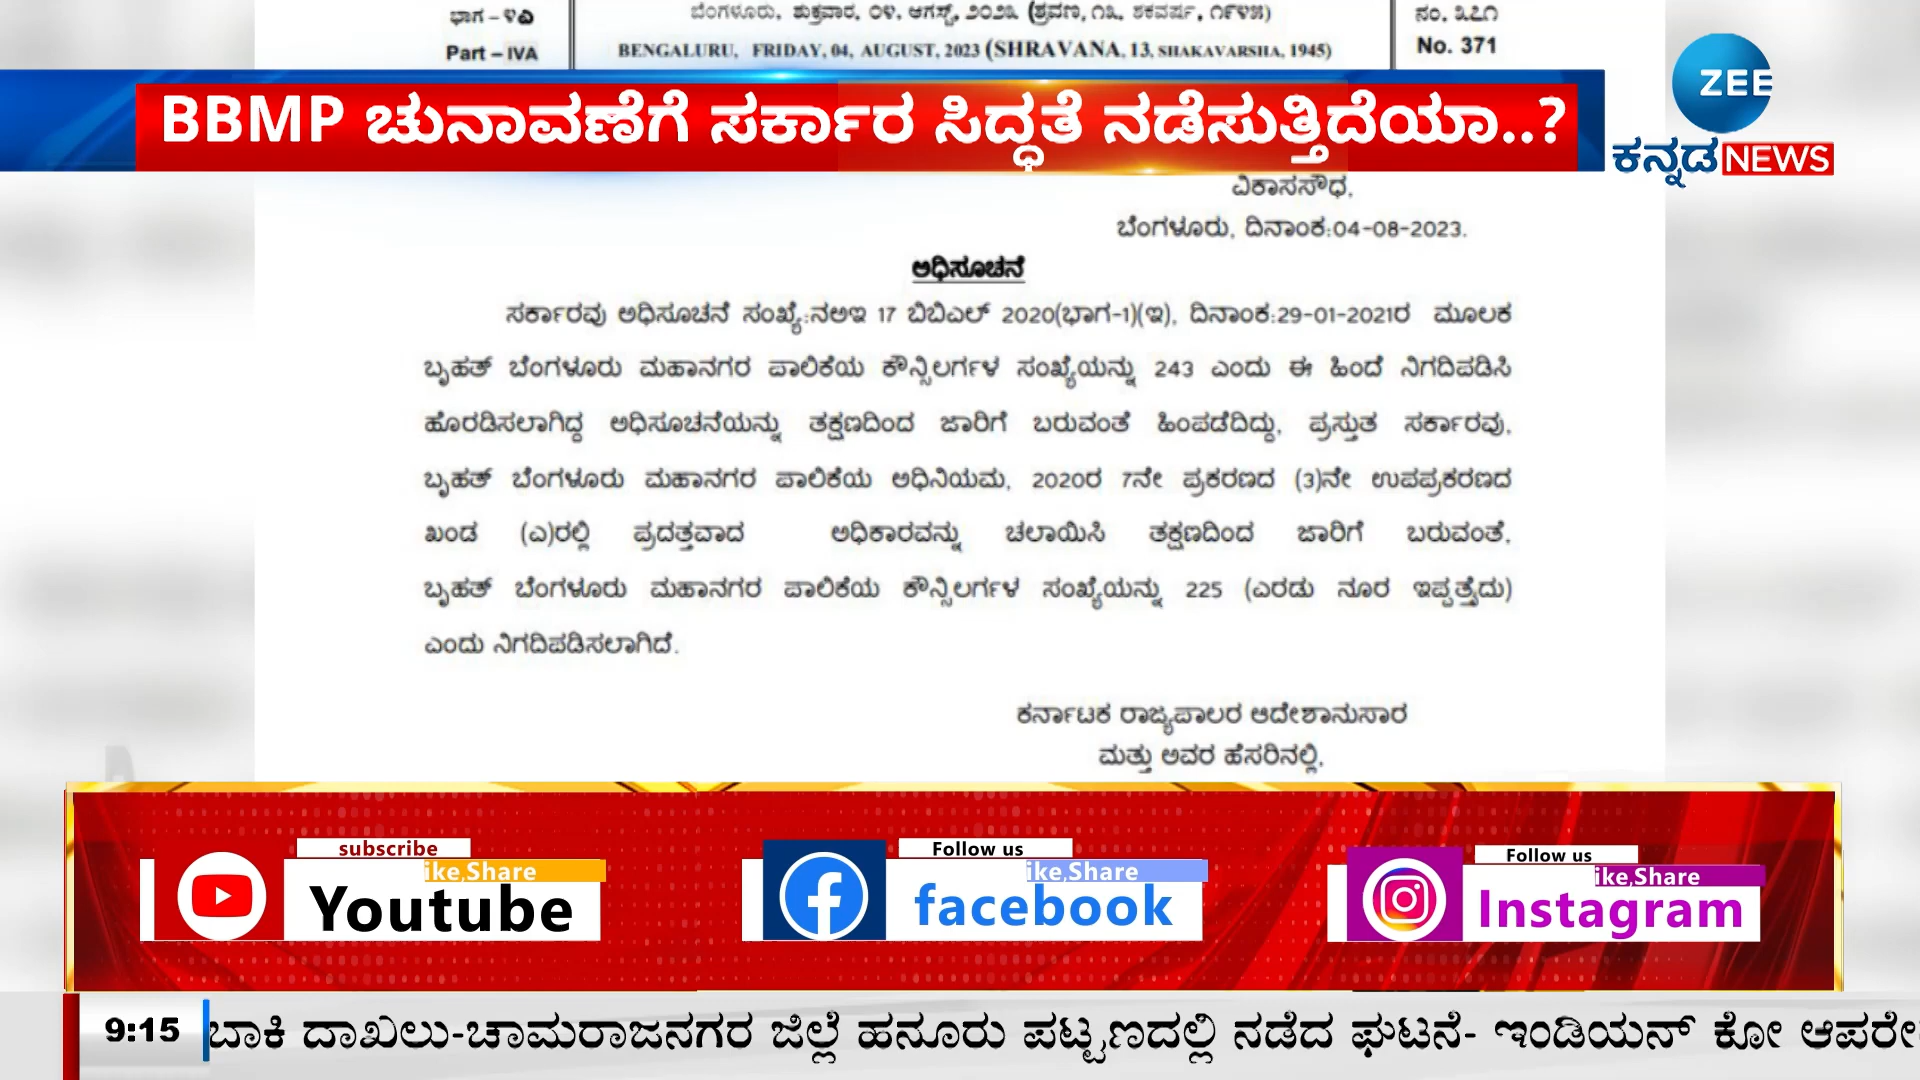 ಭಾಗ – ೪ಎ
ಬೆಂಗಳೂರು, ಶುಕ್ರವಾರ, ೦೪, ಆಗಸ್ಟ್, ೨೦೨೩ (ಶ್ರವಣ, ೧೩, ಶಕವರ್ಷ, ೧೯೪೫)
ನಂ. ೩೭೧
Part – IVA
BENGALURU, FRIDAY, 04, AUGUST, 2023 (SHRAVANA, 13, SHAKAVARSHA, 1945)
No. 371
BBMP ಚುನಾವಣೆಗೆ ಸರ್ಕಾರ ಸಿದ್ಧತೆ ನಡೆಸುತ್ತಿದೆಯಾ..?
ZEE
ಕನ್ನಡ NEWS
ವಿಕಾಸಸೌಧ,
ಬೆಂಗಳೂರು, ದಿನಾಂಕ:04-08-2023.
ಅಧಿಸೂಚನೆ
ಸರ್ಕಾರವು ಅಧಿಸೂಚನೆ ಸಂಖ್ಯೆ:ನಅಇ 17 ಬಿಬಿಎಲ್ 2020(ಭಾಗ-1)(ಇ), ದಿನಾಂಕ:29-01-2021ರ ಮೂಲಕ
ಬೃಹತ್ ಬೆಂಗಳೂರು ಮಹಾನಗರ ಪಾಲಿಕೆಯ ಕೌನ್ಸಿಲರ್ಗಳ ಸಂಖ್ಯೆಯನ್ನು 243 ಎಂದು ಈ ಹಿಂದೆ ನಿಗದಿಪಡಿಸಿ
ಹೊರಡಿಸಲಾಗಿದ್ದ ಅಧಿಸೂಚನೆಯನ್ನು ತಕ್ಷಣದಿಂದ ಜಾರಿಗೆ ಬರುವಂತೆ ಹಿಂಪಡೆದಿದ್ದು, ಪ್ರಸ್ತುತ ಸರ್ಕಾರವು,
ಬೃಹತ್ ಬೆಂಗಳೂರು ಮಹಾನಗರ ಪಾಲಿಕೆಯ ಅಧಿನಿಯಮ, 2020ರ 7ನೇ ಪ್ರಕರಣದ (3)ನೇ ಉಪಪ್ರಕರಣದ
ಖಂಡ (ಎ)ರಲ್ಲಿ ಪ್ರದತ್ತವಾದ ಅಧಿಕಾರವನ್ನು ಚಲಾಯಿಸಿ ತಕ್ಷಣದಿಂದ ಜಾರಿಗೆ ಬರುವಂತೆ,
ಬೃಹತ್ ಬೆಂಗಳೂರು ಮಹಾನಗರ ಪಾಲಿಕೆಯ ಕೌನ್ಸಿಲರ್ಗಳ ಸಂಖ್ಯೆಯನ್ನು 225 (ಎರಡು ನೂರ ಇಪ್ಪತ್ತೈದು)
ಎಂದು ನಿಗದಿಪಡಿಸಲಾಗಿದೆ.
ಕರ್ನಾಟಕ ರಾಜ್ಯಪಾಲರ ಆದೇಶಾನುಸಾರ
ಮತ್ತು ಅವರ ಹೆಸರಿನಲ್ಲಿ,
subscribe
ike,Share
Youtube
Follow us
ike,Share
facebook
Follow us
ike,Share
Instagram
9:15
ಬಾಕಿ ದಾಖಲು-ಚಾಮರಾಜನಗರ ಜಿಲ್ಲೆ ಹನೂರು ಪಟ್ಟಣದಲ್ಲಿ ನಡೆದ ಘಟನೆ- ಇಂಡಿಯನ್ ಕೋ ಆಪರೇ